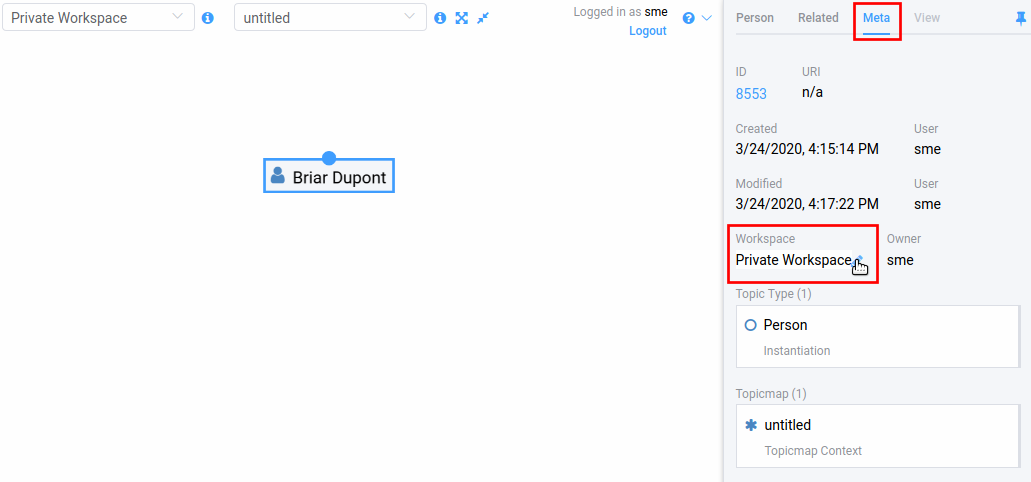 Private Workspace
untitled
Logged in as sme
Logout
Briar Dupont
Person Related Meta View
ID URI
8553 n/a
Created User
3/24/2020, 4:15:14 PM sme
Modified User
3/24/2020, 4:17:22 PM sme
Workspace Owner
Private Workspace sme
Topic Type (1)
Person
Instantiation
Topicmap (1)
untitled
Topicmap Context